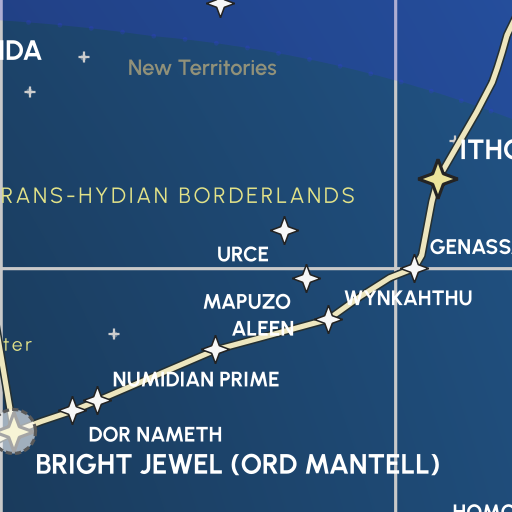 IDA
New Territories
ITHO
RANS-HYDIAN BORDERLANDS
GENASS
URCE
MAPUZO
WYNKAHTHU
ALEEN
ter
NUMIDIAN PRIME
DOR NAMETH
BRIGHT JEWEL (ORD MANTELL)
HOMO